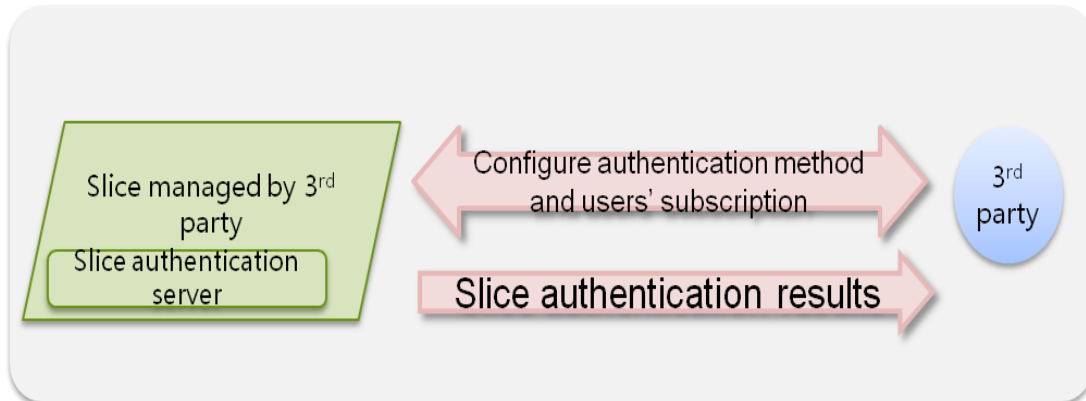 Slice managed by 3rd
party
Slice authentication
server
Configure authentication method
and users’ subscription
Slice authentication results
3rd
party